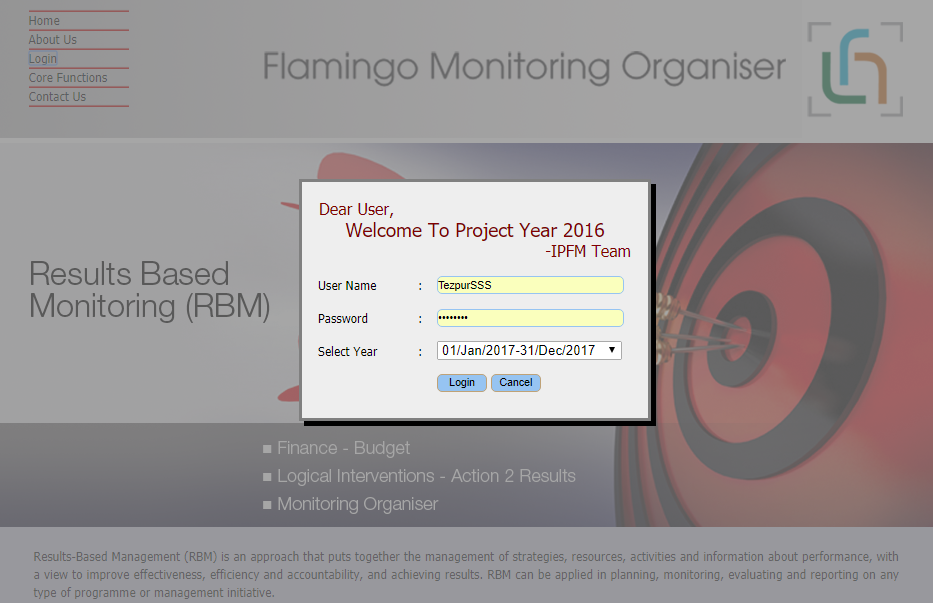 Home
About Us
Login
Core Functions
Contact Us
Flamingo Monitoring Organiser
Results Based
Monitoring (RBM)
Dear User,
Welcome To Project Year 2016
-IPFM Team
User Name : TezpurSSS
Password : ••••••••
Select Year : 01/Jan/2017-31/Dec/2017
Login Cancel
Finance - Budget
Logical Interventions - Action 2 Results
Monitoring Organiser
Results-Based Management (RBM) is an approach that puts together the management of strategies, resources, activities and information about performance, with
a view to improve effectiveness, efficiency and accountability, and achieving results. RBM can be applied in planning, monitoring, evaluating and reporting on any
type of programme or management initiative.